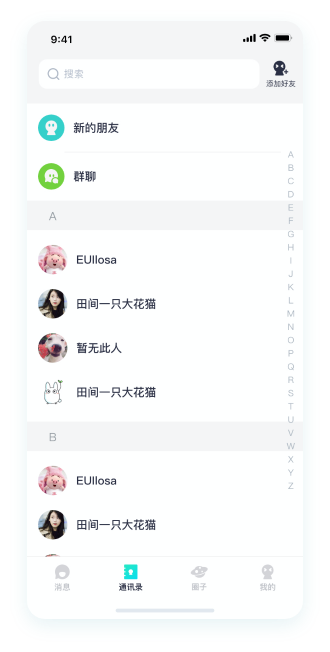 9:41
搜索
添加好友
新的朋友
群聊
A
EUIIosa
田间一只大花猫
暂无此人
田间一只大花猫
B
EUIIosa
田间一只大花猫
A
B
C
D
E
F
G
H
I
J
K
L
M
N
O
P
Q
R
S
T
U
V
W
X
Y
Z
消息
通讯录
圈子
我的